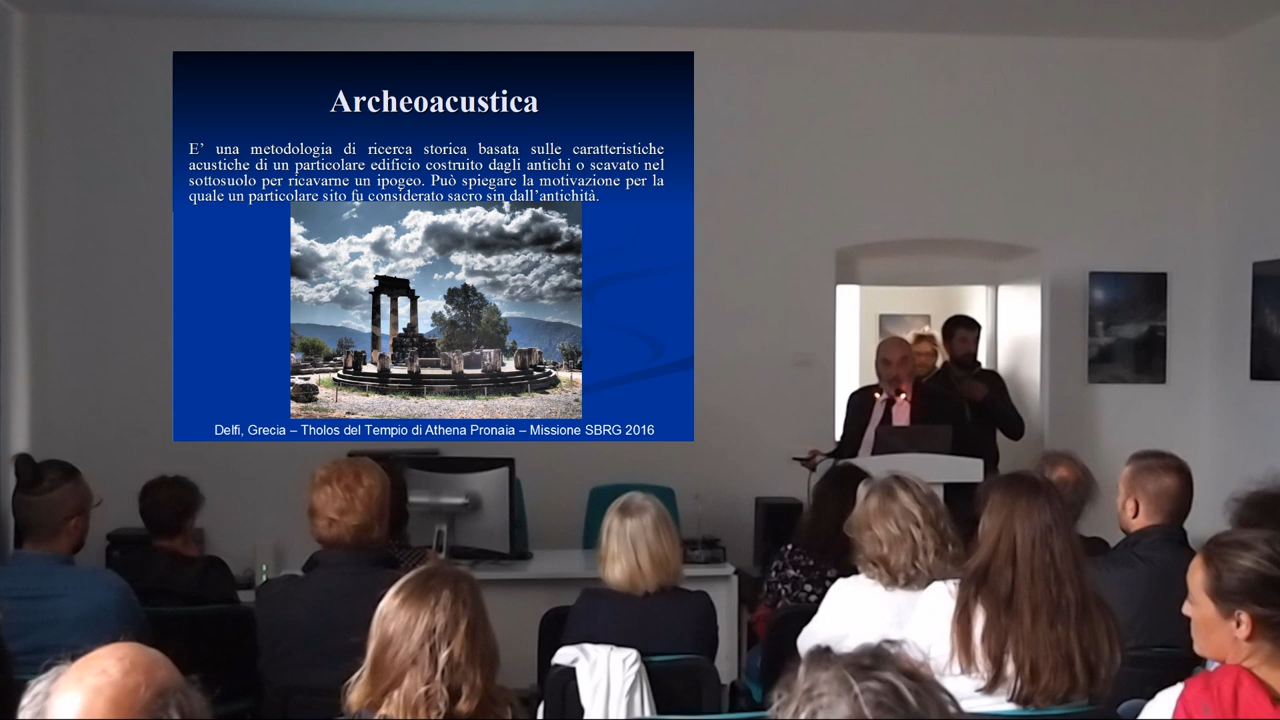 Archeoacustica
E' una metodologia di ricerca storica basata sulle caratteristiche
acustiche di un particolare edificio costruito dagli antichi o scavato nel
sottosuolo per ricavarne un ipogeo. Può spiegare la motivazione per la
quale un particolare sito fu considerato sacro sin dall'antichità.
Delfi, Grecia – Tholos del Tempio di Athena Pronaia – Missione SBRG 2016